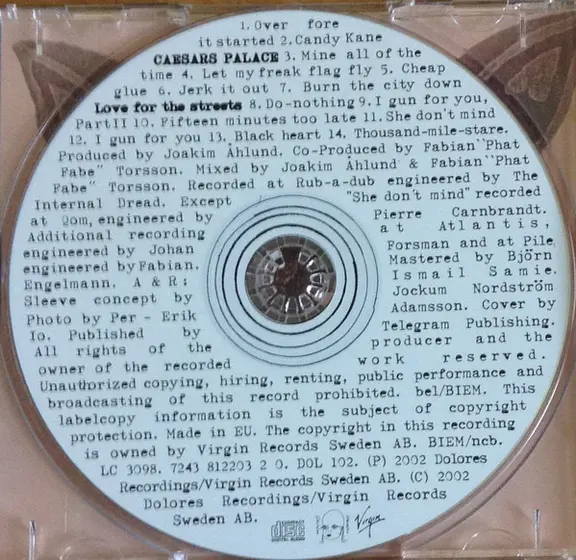 1. Over fore
it started 2. Candy Kane
CAESARS PALACE 3. Mine all of the
time 4. Let my freak flag fly 5. Cheap
glue 6. Jerk it out 7. Burn the city down
Love for the streets 8. Do-nothing 9. I gun for you,
Part II 10. Fifteen minutes too late 11. She don't mind
12. I gun for you 13. Black heart 14. Thousand-mile-stare.
Produced by Joakim Åhlund. Co-Produced by Fabian "Phat
Fabe" Torsson. Mixed by Joakim Åhlund & Fabian "Phat
Fabe" Torsson. Recorded at Rub-a-dub engineered by The
Internal Dread. Except "She don't mind" recorded
at Qom, engineered by Pierre Carnbrandt.
Additional recording at Atlantis,
engineered by Johan Forsman and at Pile,
engineered by Fabian. Mastered by Björn
Engelmann. A & R: Ismail Samie.
Sleeve concept by Jockum Nordström
Photo by Per - Erik Adamsson. Cover by
Io. Published by Telegram Publishing.
All rights of the producer and the
owner of the recorded work reserved.
Unauthorized copying, hiring, renting, public performance and
broadcasting of this record prohibited. bel/BIEM. This
labelcopy information is the subject of copyright
protection. Made in EU. The copyright in this recording
is owned by Virgin Records Sweden AB. BIEM/ncb.
LC 3098. 7243 812203 2 0. DOL 102. (P) 2002 Dolores
Recordings/Virgin Records Sweden AB. (C) 2002
Dolores Recordings/Virgin Records
Sweden AB.
COMPACT disc DIGITAL AUDIO Virgin